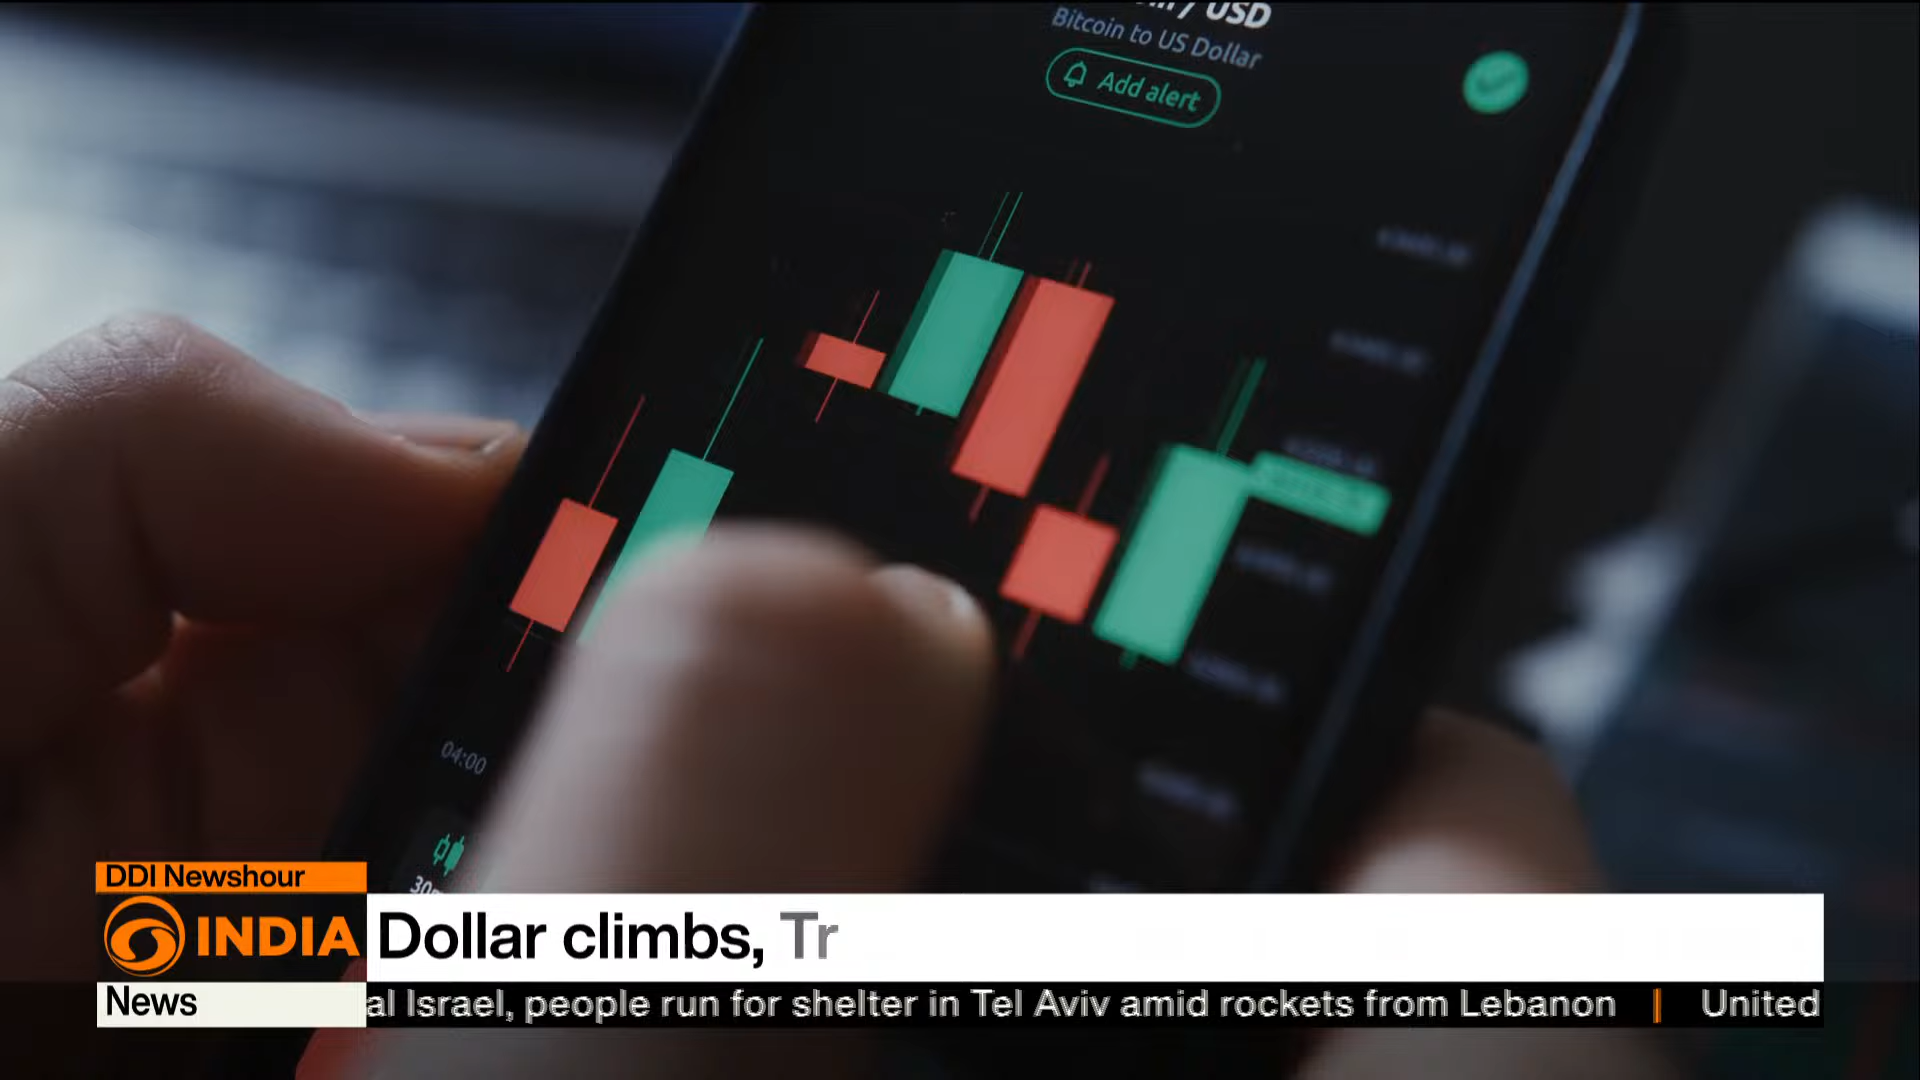 USD
Bitcoin to US Dollar
Add alert
04:00
DDI Newshour
INDIA
Dollar climbs, Tr
News
al Israel, people run for shelter in Tel Aviv amid rockets from Lebanon | United